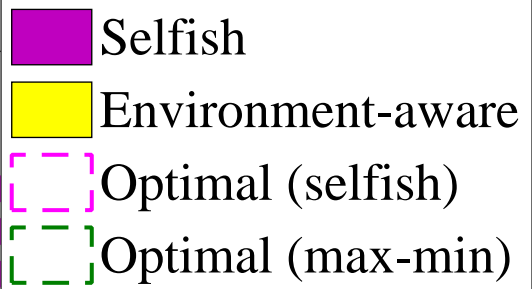 Selfish
Environment-aware
Optimal (selfish)
Optimal (max-min)